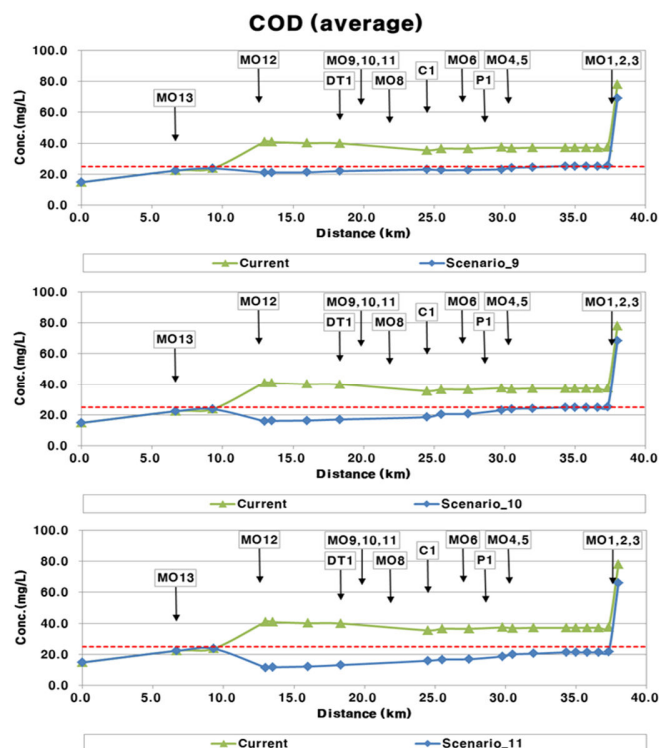 COD (average)
100.0
80.0
60.0
40.0
20.0
0.0
Conc.(mg/L)
MO12
MO9,10,11
MO6
MO4,5
MO1,2,3
C1
DT1
MO8
P1
MO13
0.0 5.0 10.0 15.0 20.0 25.0 30.0 35.0 40.0
Distance (km)
Current Scenario_9
100.0
80.0
60.0
40.0
20.0
0.0
Conc.(mg/L)
MO12
MO9,10,11
MO6
MO4,5
MO1,2,3
C1
DT1
MO8
P1
MO13
0.0 5.0 10.0 15.0 20.0 25.0 30.0 35.0 40.0
Distance (km)
Current Scenario_10
100.0
80.0
60.0
40.0
20.0
0.0
Conc.(mg/L)
MO12
MO9,10,11
MO6
MO4,5
MO1,2,3
C1
DT1
MO8
P1
MO13
0.0 5.0 10.0 15.0 20.0 25.0 30.0 35.0 40.0
Distance (km)
Current Scenario_11